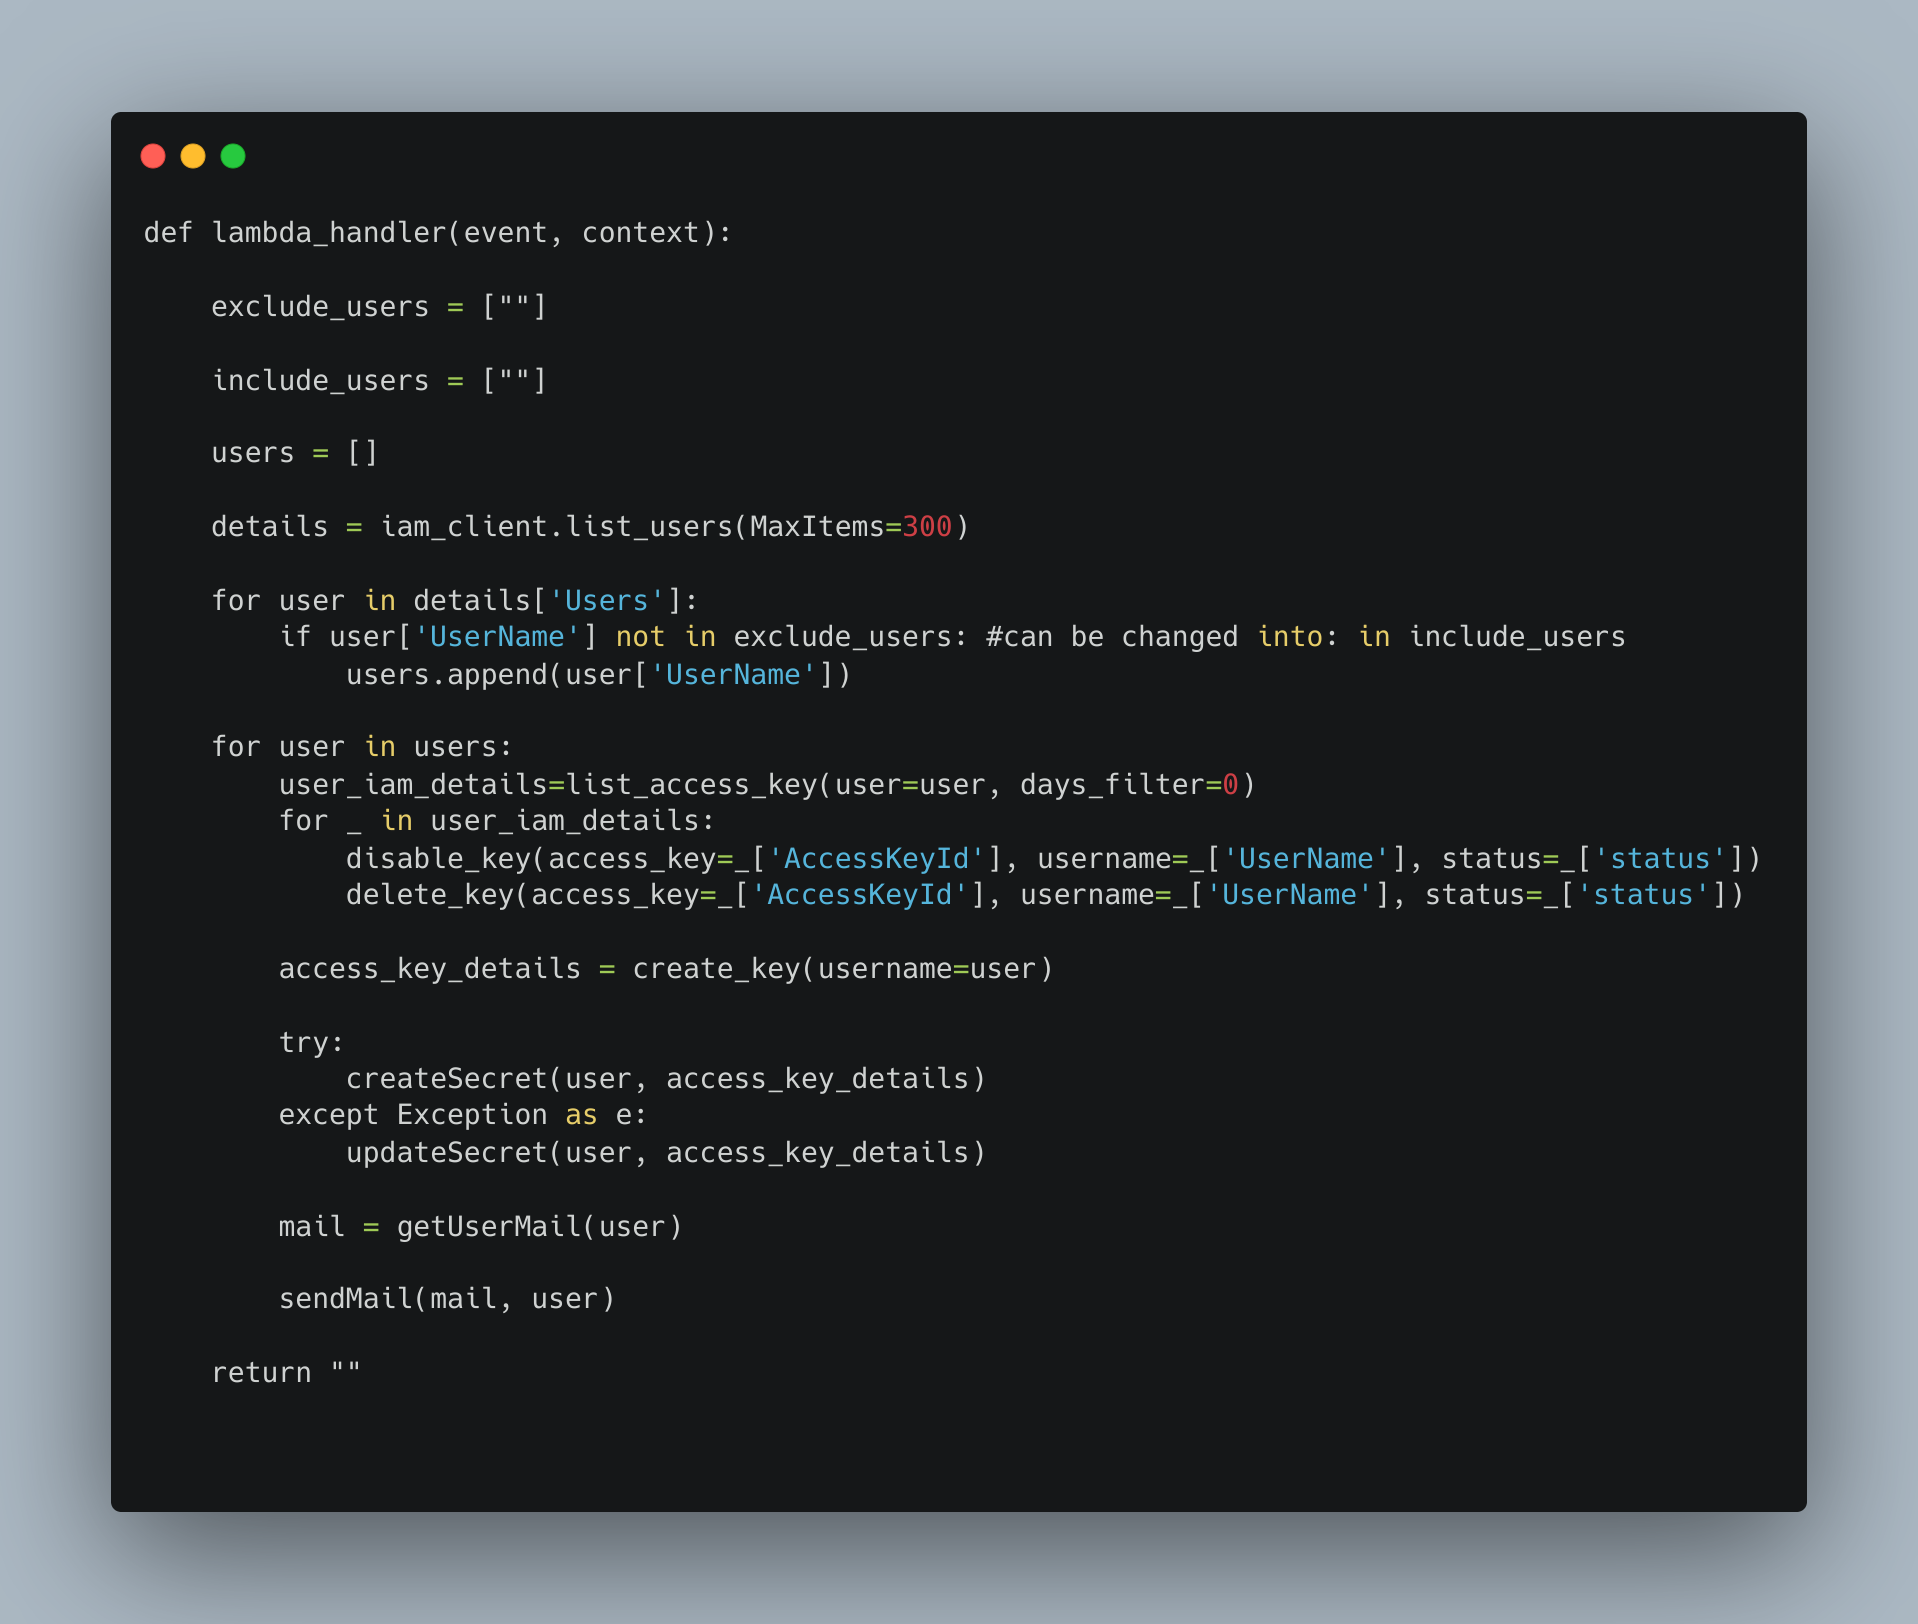 def lambda_handler(event, context):
    exclude_users = [""]
    include_users = [""]
    users = []
    details = iam_client.list_users(MaxItems=300)
    for user in details['Users']:
        if user['UserName'] not in exclude_users: #can be changed into: in include_users
            users.append(user['UserName'])
    for user in users:
        user_iam_details=list_access_key(user=user, days_filter=0)
        for _ in user_iam_details:
            disable_key(access_key=_['AccessKeyId'], username=_['UserName'], status=_['status'])
            delete_key(access_key=_['AccessKeyId'], username=_['UserName'], status=_['status'])
        access_key_details = create_key(username=user)
        try:
            createSecret(user, access_key_details)
        except Exception as e:
            updateSecret(user, access_key_details)
        mail = getUserMail(user)
        sendMail(mail, user)
    return ""